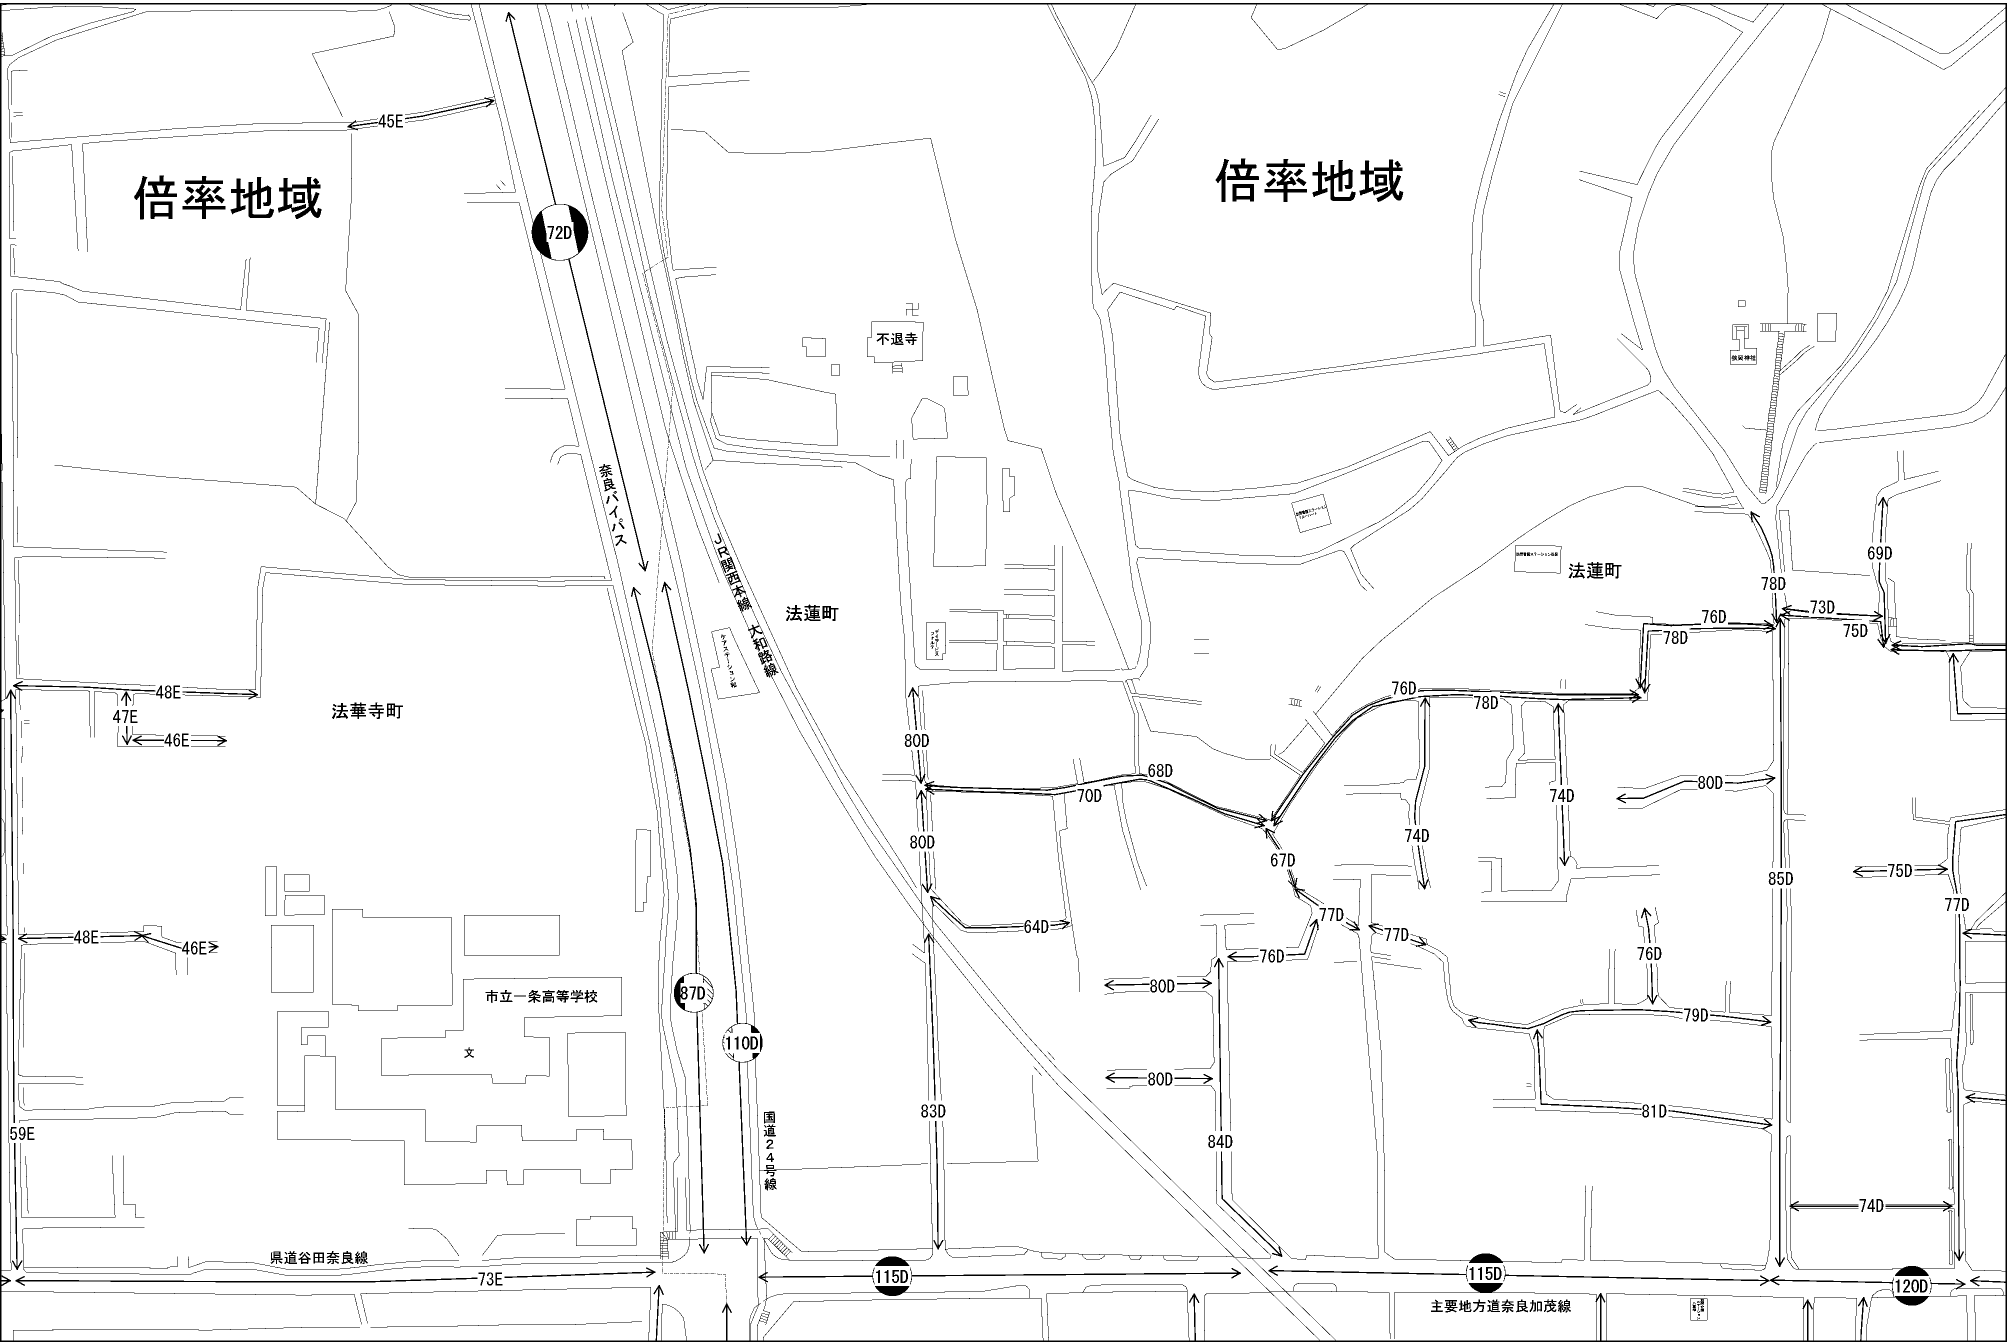 45E
倍率地域
倍率地域
72D
不退寺
狭岡神社
奈良バイパス
JR関西本線 大和路線
法蓮町
法蓮町
69D
78D
73D
75D
76D
78D
48E
47E
46E
法華寺町
80D
76D
78D
68D
70D
74D
74D
80D
80D
67D
85D
75D
77D
64D
77D
77D
76D
76D
48E
46E
80D
87D
市立一条高等学校
文
110D
79D
80D
83D
84D
81D
59E
国道24号線
74D
県道谷田奈良線
73E
115D
115D
120D
主要地方道奈良加茂線